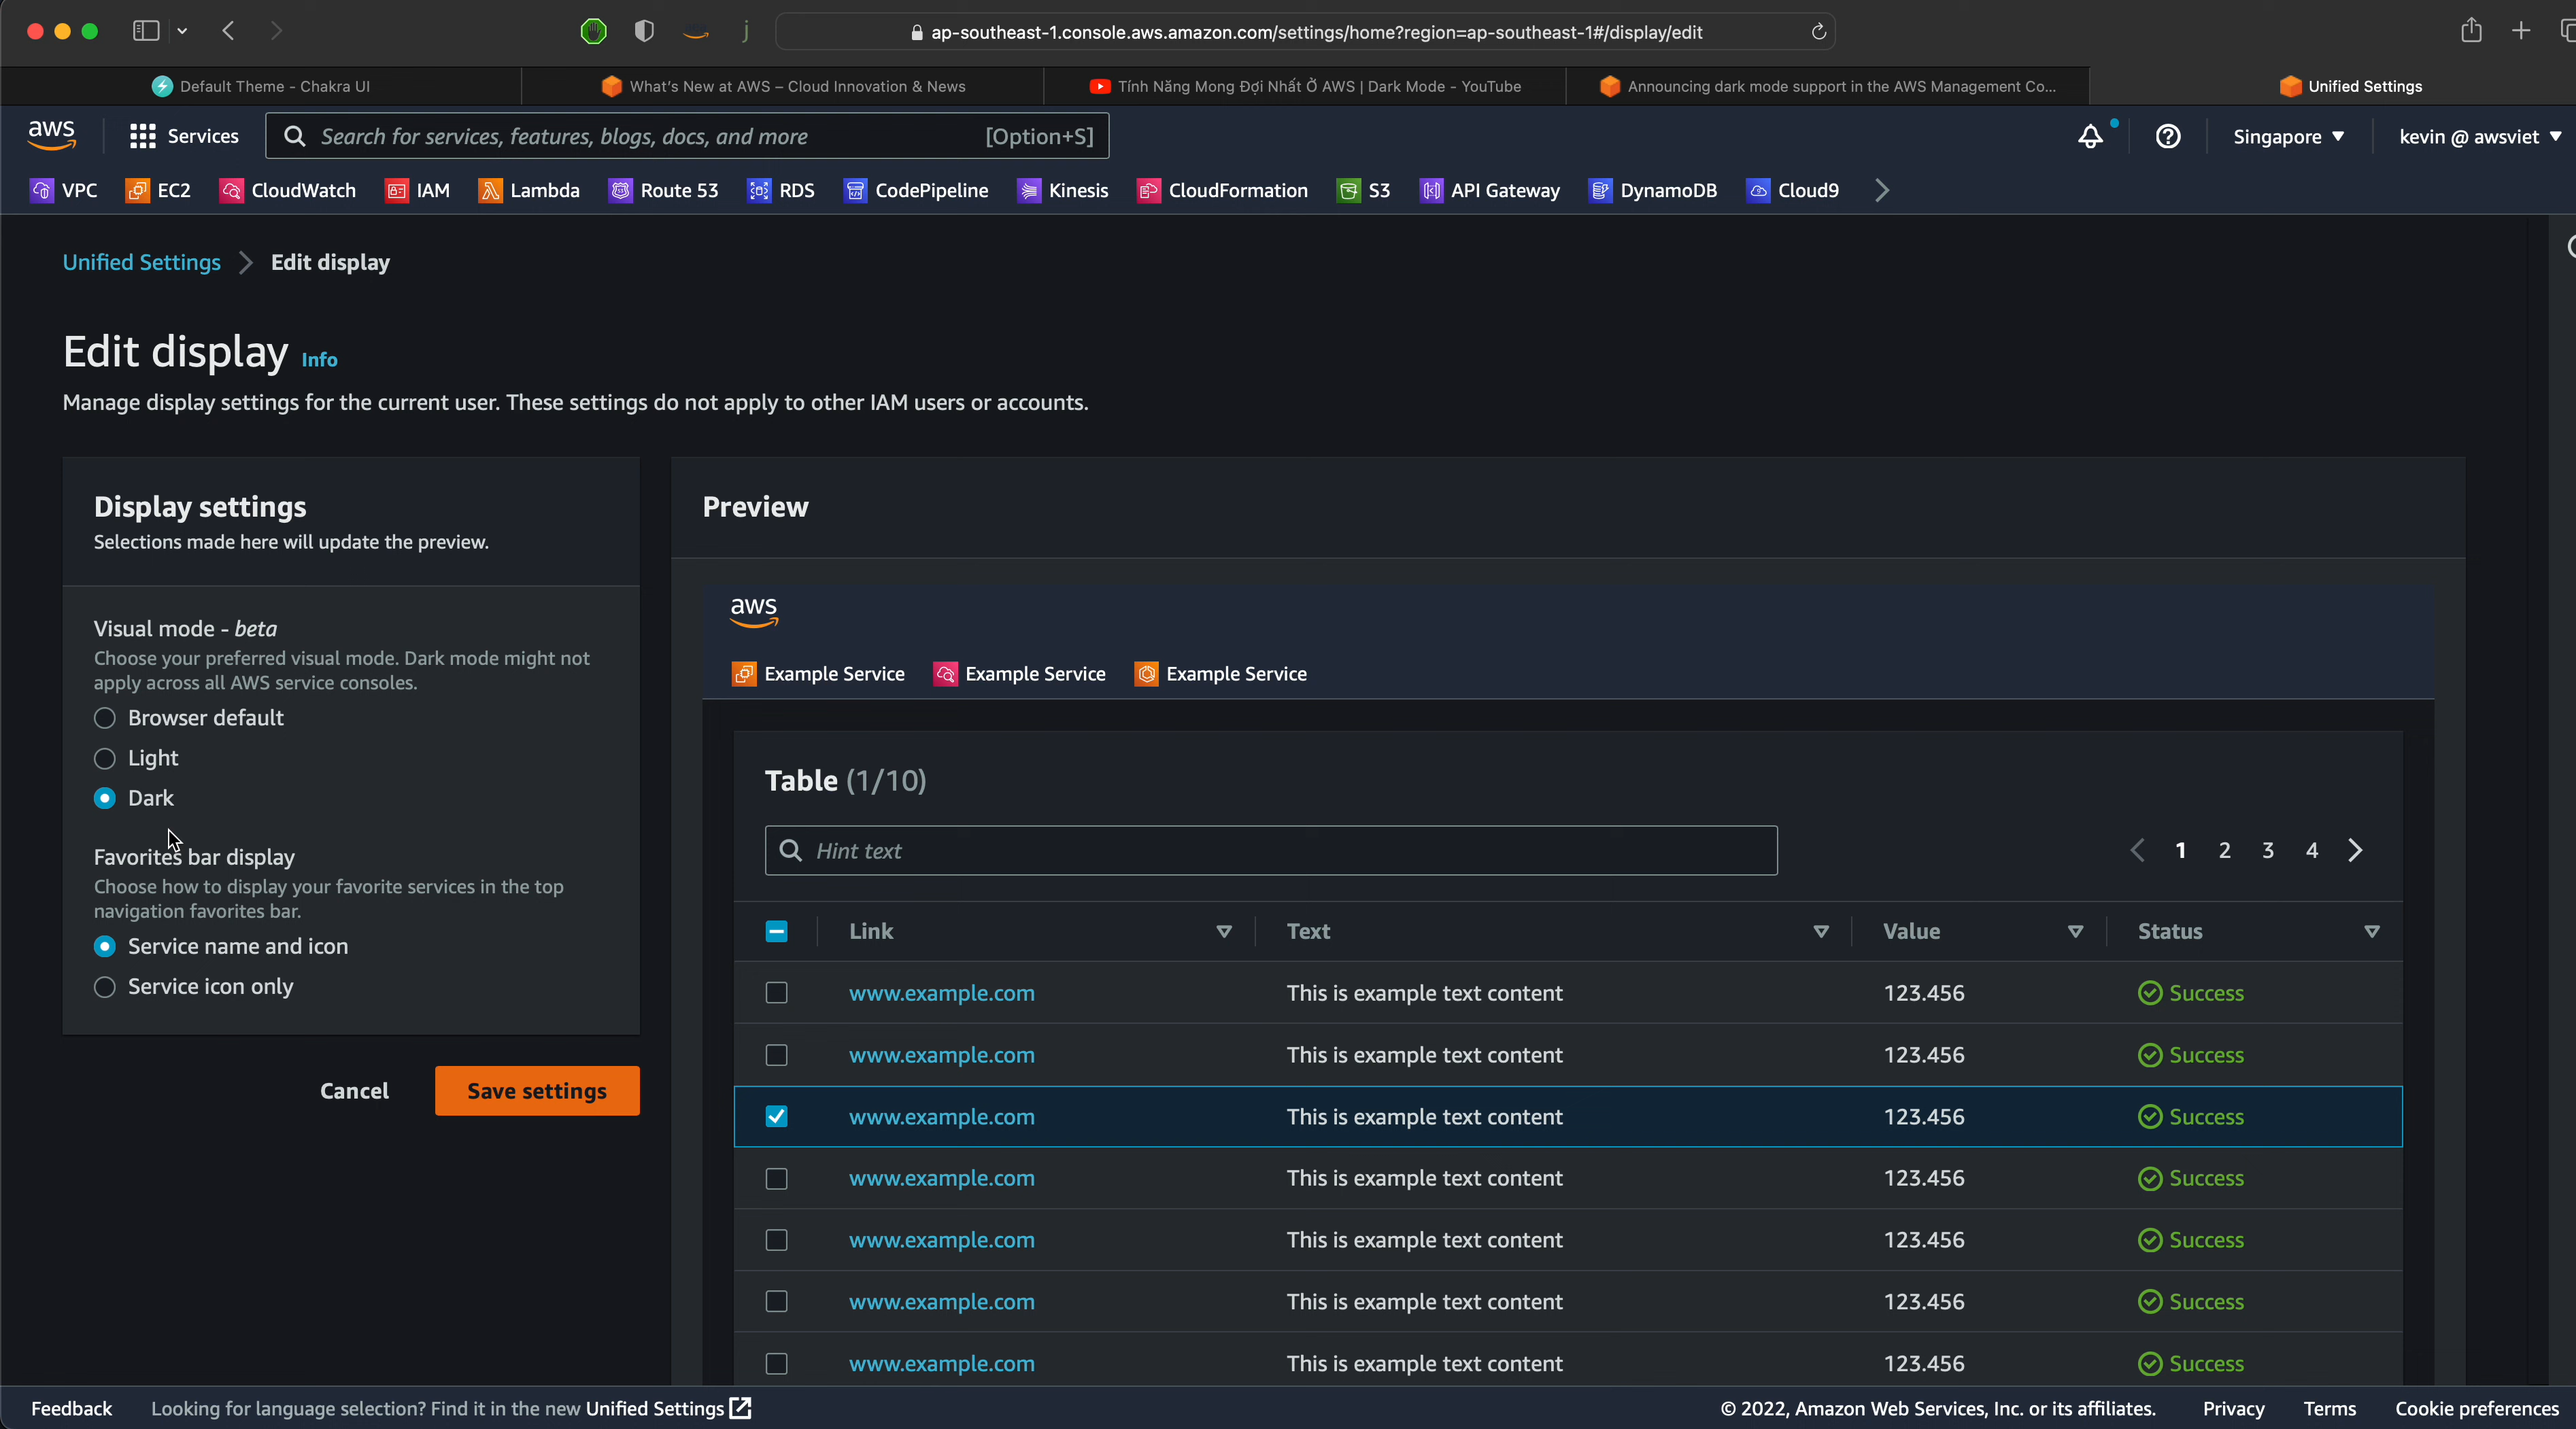 ap-southeast-1.console.aws.amazon.com/settings/home?region=ap-southeast-1#/display/edit
Default Theme - Chakra UI
What's New at AWS – Cloud Innovation & News
Tính Năng Mong Đợi Nhất Ở AWS | Dark Mode - YouTube
Announcing dark mode support in the AWS Management Co...
Unified Settings
aws
Services
Search for services, features, blogs, docs, and more
[Option+S]
Singapore
kevin @ awsviet
VPC
EC2
CloudWatch
IAM
Lambda
Route 53
RDS
CodePipeline
Kinesis
CloudFormation
S3
API Gateway
DynamoDB
Cloud9
Unified Settings
Edit display
Edit display Info
Manage display settings for the current user. These settings do not apply to other IAM users or accounts.
Display settings
Selections made here will update the preview.
Visual mode - beta
Choose your preferred visual mode. Dark mode might not
apply across all AWS service consoles.
Browser default
Light
Dark
Favorites bar display
Choose how to display your favorite services in the top
navigation favorites bar.
Service name and icon
Service icon only
Cancel
Save settings
Preview
aws
Example Service
Example Service
Example Service
Table (1/10)
Hint text
1 2 3 4
Link Text Value Status
www.example.com This is example text content 123.456 Success
www.example.com This is example text content 123.456 Success
www.example.com This is example text content 123.456 Success
www.example.com This is example text content 123.456 Success
www.example.com This is example text content 123.456 Success
www.example.com This is example text content 123.456 Success
www.example.com This is example text content 123.456 Success
Feedback
Looking for language selection? Find it in the new Unified Settings
© 2022, Amazon Web Services, Inc. or its affiliates.
Privacy
Terms
Cookie preferences